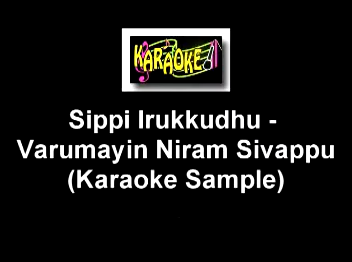 KARAOKE
Sippi Irukkudhu -
Varumayin Niram Sivappu
(Karaoke Sample)